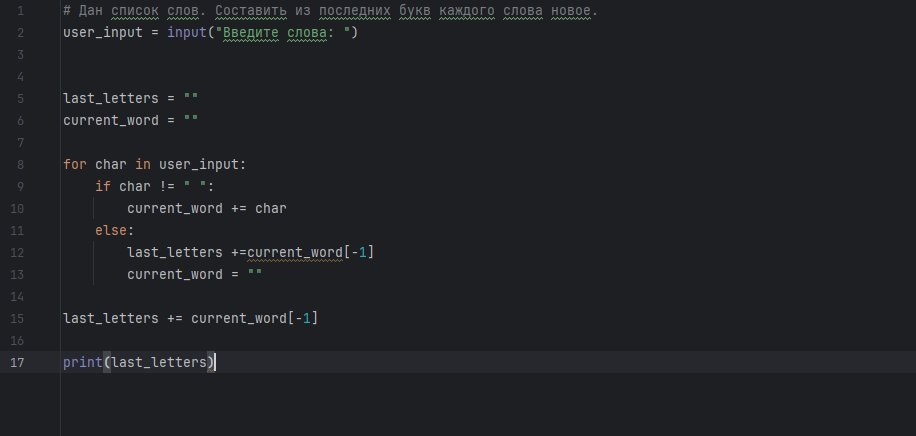 1 # Дан список слов. Составить из последних букв каждого слова новое.
2 user_input = input("Введите слова: ")
3
4
5 last_letters = ""
6 current_word = ""
7
8 for char in user_input:
9     if char != " ":
10         current_word += char
11     else:
12         last_letters +=current_word[-1]
13         current_word = ""
14
15 last_letters += current_word[-1]
16
17 print(last_letters)